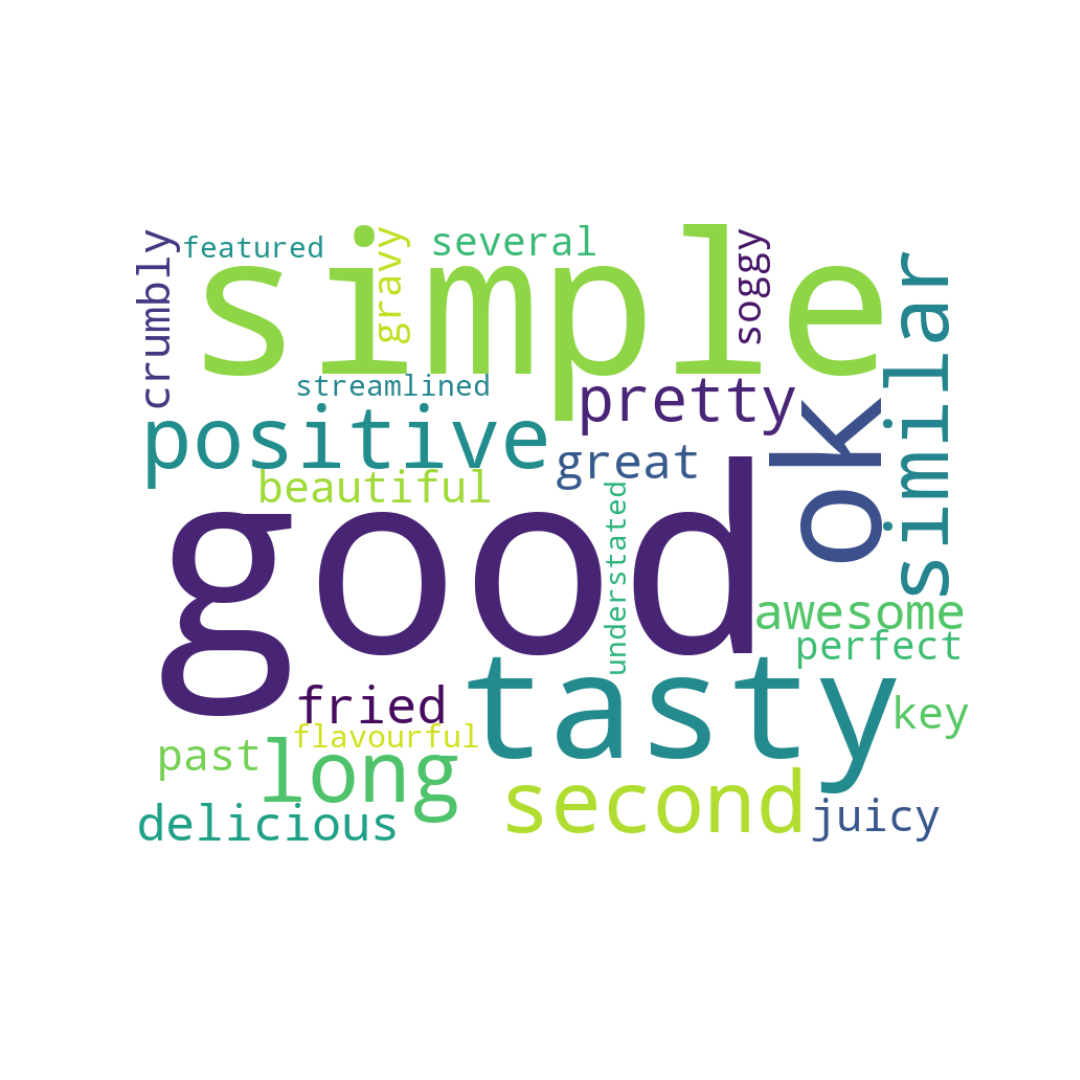 crumbly
featured
simple
gravy
several
soggy
similar
streamlined
pretty
ok
positive
great
beautiful
good
understated
awesome
perfect
tasty
fried
key
flavourful
past
long
second
juicy
delicious